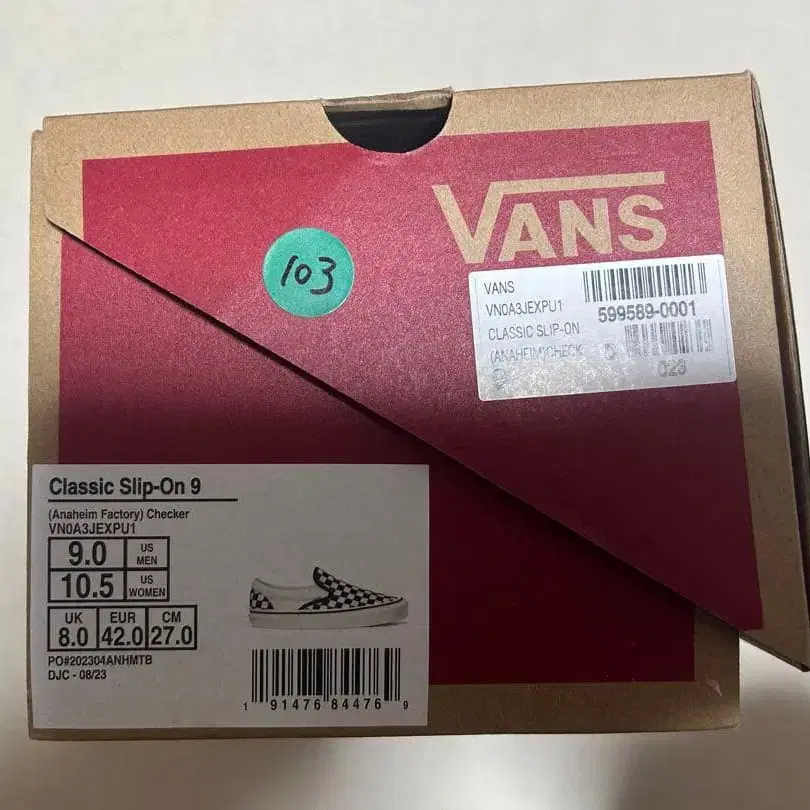 VANS
103
VANS
VN0A3JEXPU1
599589-0001
CLASSIC SLIP-ON
(ANAHEIM)CHECK
023
Classic Slip-On 9
(Anaheim Factory) Checker
VN0A3JEXPU1
9.0 US MEN
10.5 US WOMEN
UK EUR CM
8.0 42.0 27.0
PO#202304ANHMTB
DJC - 08/23
1 91476 84476 9